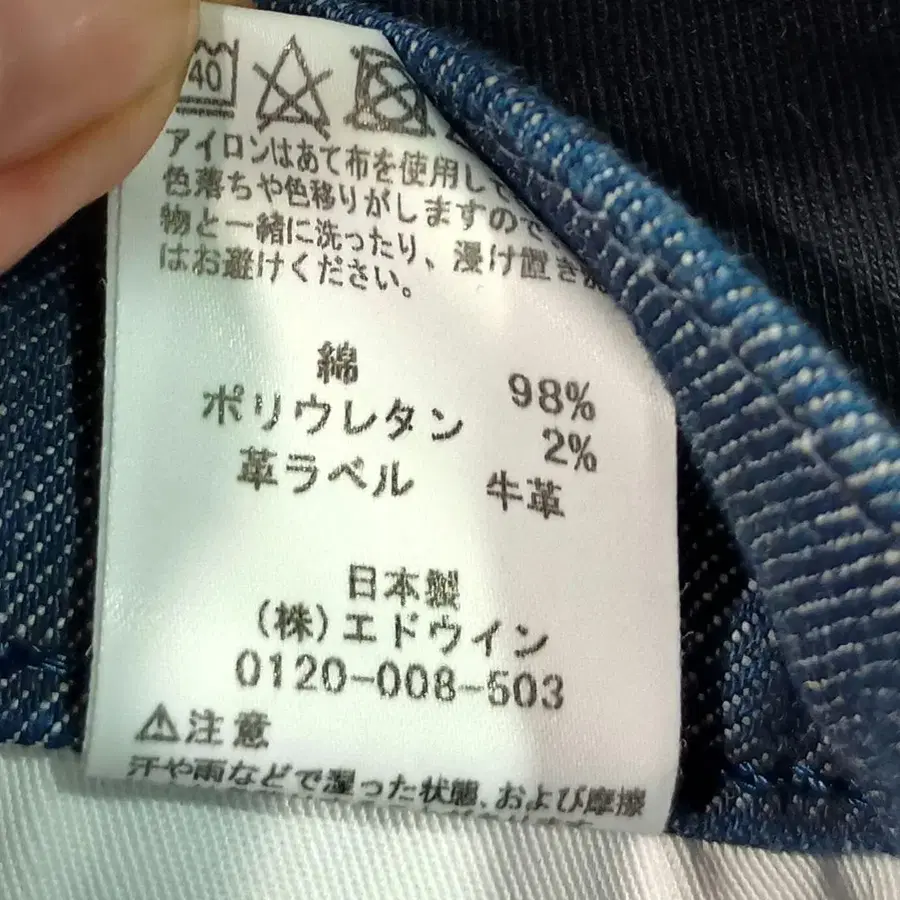 40
アイロンはあて布を使用して
色落ちや色移りがしますので
物と一緒に洗ったり、浸け置き
はお避けください。
綿 98%
ポリウレタン 2%
革ラベル 牛革
日本製
(株)エドウイン
0120-008-503
⚠注意
汗や雨などで湿った状態、および摩擦